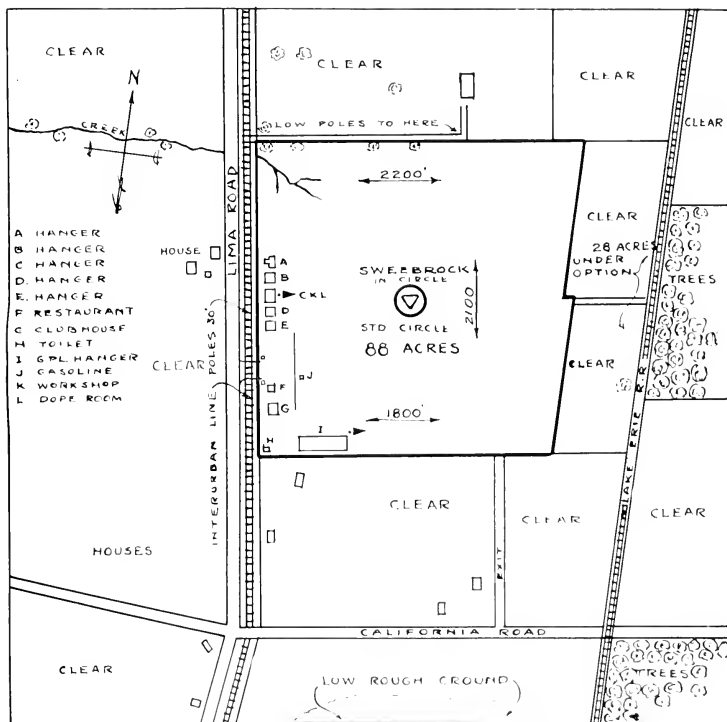 CLEAR
N
CREEK
CLEAR
LOW POLES TO HERE
CLEAR
CLEAR
2200'
LIMA ROAD
A HANGER
B HANGER
C HANGER
D. HANGER
E. HANGER
F RESTAURANT
C CLUBHOUSE
H TOILET
I GPL. HANGER
J GASOLINE
K WORKSHOP
L DOPE ROOM
HOUSE
INTERURBAN LINE POLES 30'
CLEAR
A
B
CKL
D
E
J
F
G
H
I
SWEEBROCK
IN CIRCLE
STD CIRCLE
88 ACRES
2100'
1800'
CLEAR
28 ACRES
UNDER
OPTION
TREES
CLEAR
LAKE ERIE R.R.
HOUSES
CLEAR
CLEAR
CLEAR
EXIT
CALIFORNIA ROAD
CLEAR
LOW ROUGH GROUND
TREES